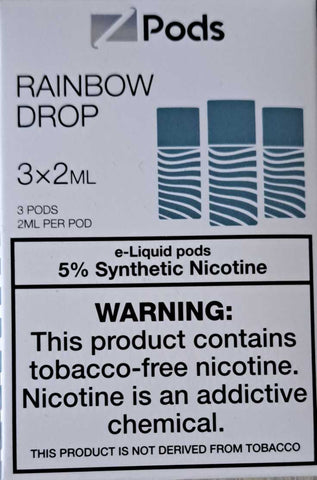 Z Pods
RAINBOW
DROP
3×2ML
3 PODS
2ML PER POD
e-Liquid pods
5% Synthetic Nicotine
WARNING:
This product contains
tobacco-free nicotine.
Nicotine is an addictive
chemical.
THIS PRODUCT IS NOT DERIVED FROM TOBACCO